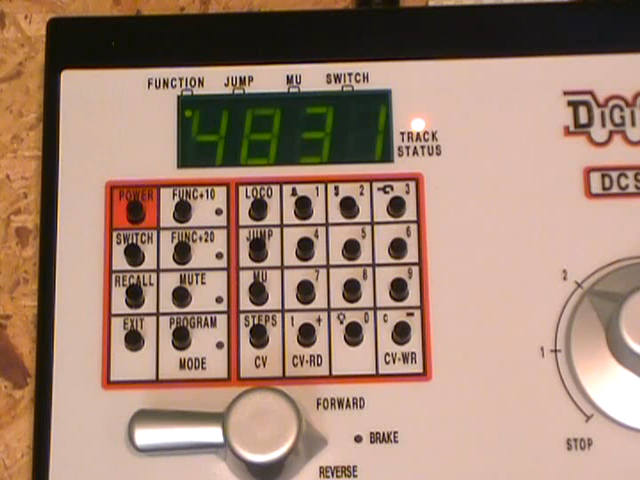 FUNCTION JUMP MU SWITCH
4831
TRACK
STATUS
DIGI
DCS
POWER FUNC+10 LOCO 1 2 3
SWITCH FUNC+20 JUMP 4 5 6
RECALL MUTE MU 7 8 9
EXIT PROGRAM STEPS t + 0 c -
MODE CV CV-RD CV-WR
2
1
STOP
FORWARD
BRAKE
REVERSE